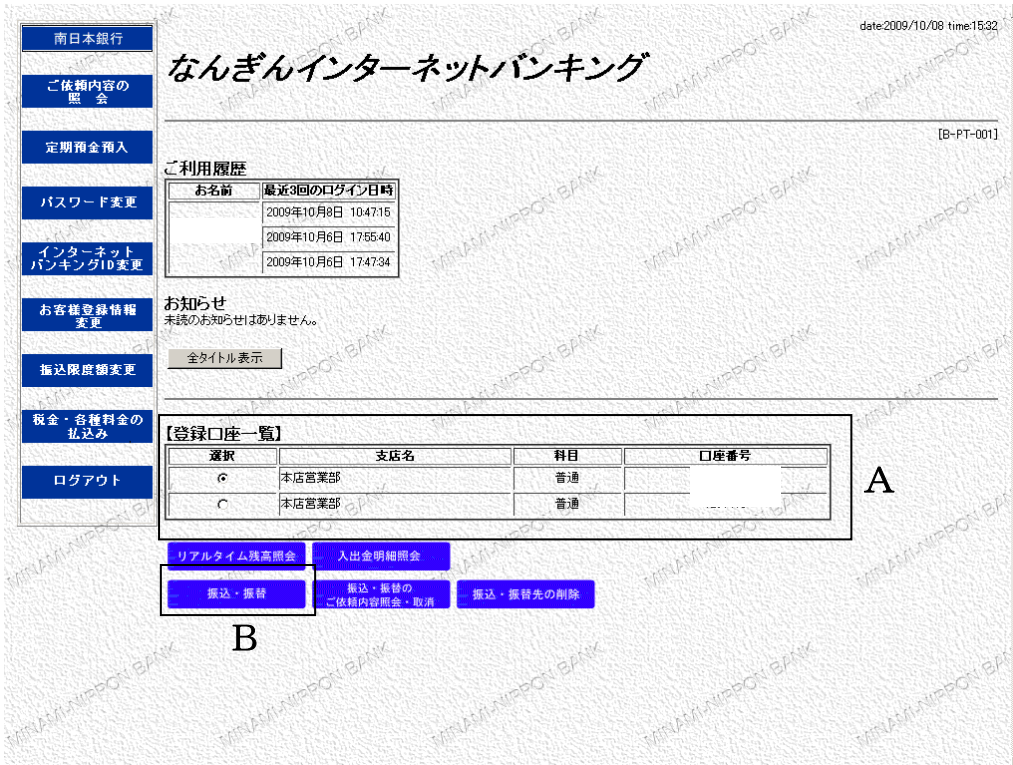 date:2009/10/08 time:15:32
南日本銀行
ご依頼内容の
照 会
定期預金預入
パスワード変更
インターネット
バンキングID変更
お客様登録情報
変更
振込限度額変更
税金・各種料金の
払込み
ログアウト
なんぎんインターネットバンキング
[B-PT-001]
ご利用履歴
お名前 最近3回のログイン日時
2009年10月8日 10:47:15
2009年10月6日 17:55:40
2009年10月6日 17:47:34
お知らせ
未読のお知らせはありません。
全タイトル表示
【登録口座一覧】
選択 支店名 科目 口座番号
本店営業部 普通
本店営業部 普通
A
リアルタイム残高照会 入出金明細照会
振込・振替 振込・振替の
ご依頼内容照会・取消 振込・振替先の削除
B
MINAMI-NIPPON BANK